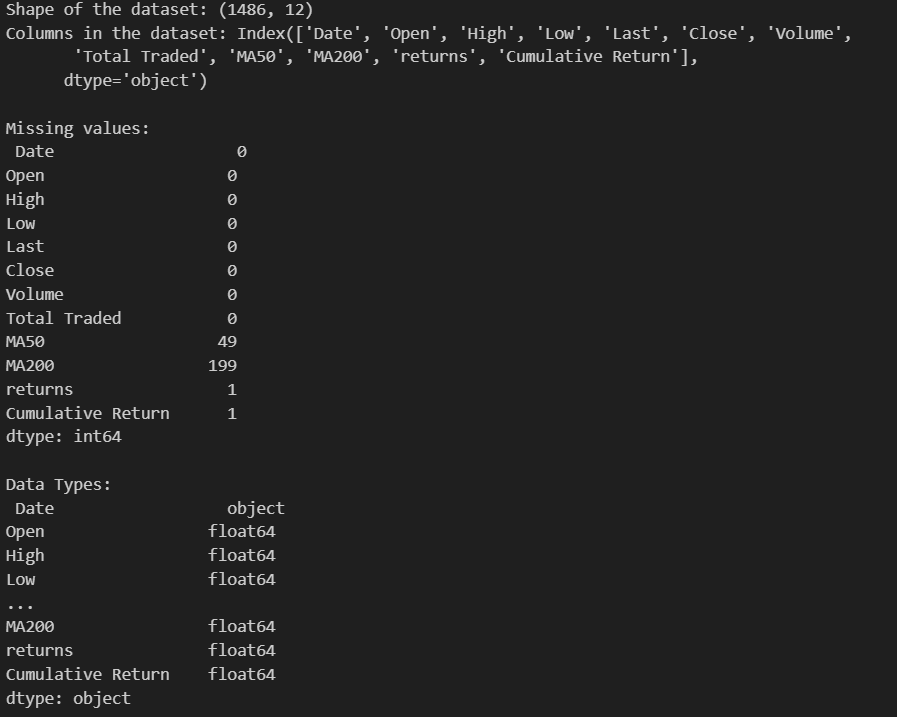 Shape of the dataset: (1486, 12)
Columns in the dataset: Index(['Date', 'Open', 'High', 'Low', 'Last', 'Close', 'Volume',
       'Total Traded', 'MA50', 'MA200', 'returns', 'Cumulative Return'],
      dtype='object')

Missing values:
 Date                   0
Open                   0
High                   0
Low                    0
Last                   0
Close                  0
Volume                 0
Total Traded           0
MA50                  49
MA200                199
returns                1
Cumulative Return      1
dtype: int64

Data Types:
 Date                  object
Open                 float64
High                 float64
Low                  float64
...
MA200                float64
returns              float64
Cumulative Return    float64
dtype: object